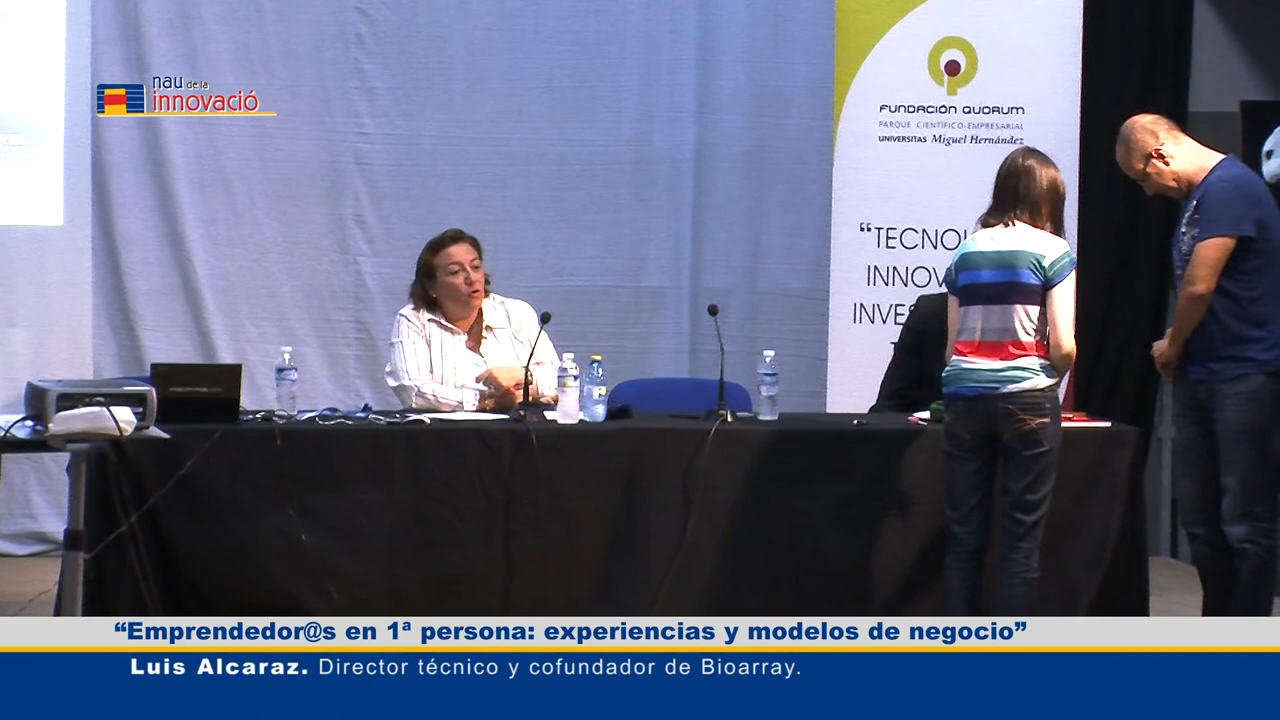 nau de la
innovació
FUNDACIÓN QUORUM
PARQUE CIENTÍFICO-EMPRESARIAL
UNIVERSITAS Miguel Hernández
“TECNOL
INNOV
INVES
“Emprendedor@s en 1ª persona: experiencias y modelos de negocio”
Luis Alcaraz. Director técnico y cofundador de Bioarray.